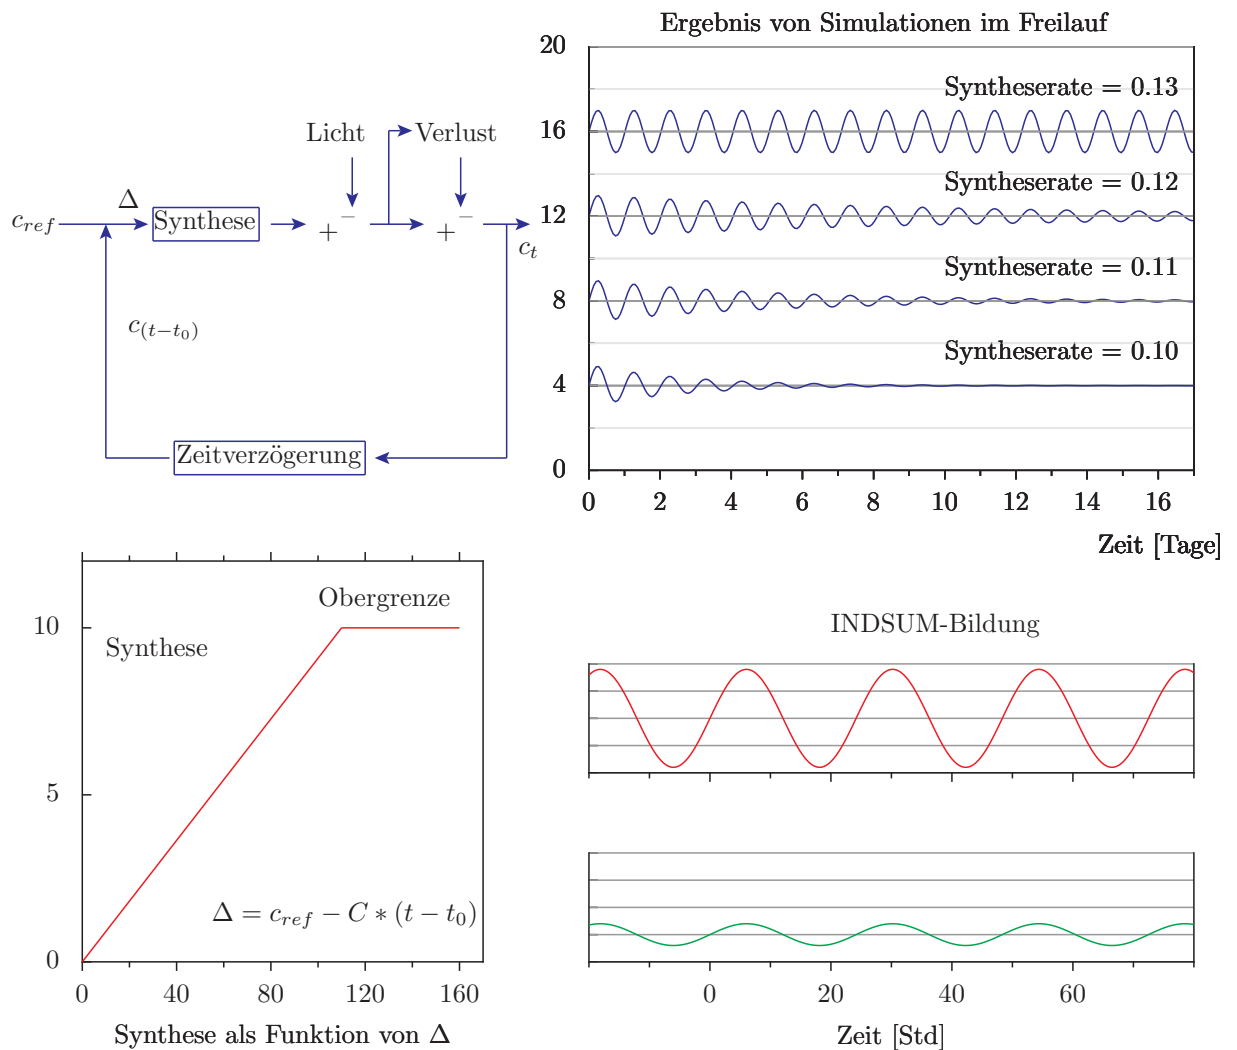 Licht
Verlust
Δ
c_ref
Synthese
+
−
+
−
c_t
c_(t−t₀)
Zeitverzögerung
Ergebnis von Simulationen im Freilauf
20
Syntheserate = 0.13
16
Syntheserate = 0.12
12
Syntheserate = 0.11
8
Syntheserate = 0.10
4
0
0 2 4 6 8 10 12 14 16
Zeit [Tage]
Obergrenze
10
Synthese
5
Δ = c_ref − C ∗ (t − t₀)
0
0 40 80 120 160
Synthese als Funktion von Δ
INDSUM-Bildung
0 20 40 60
Zeit [Std]